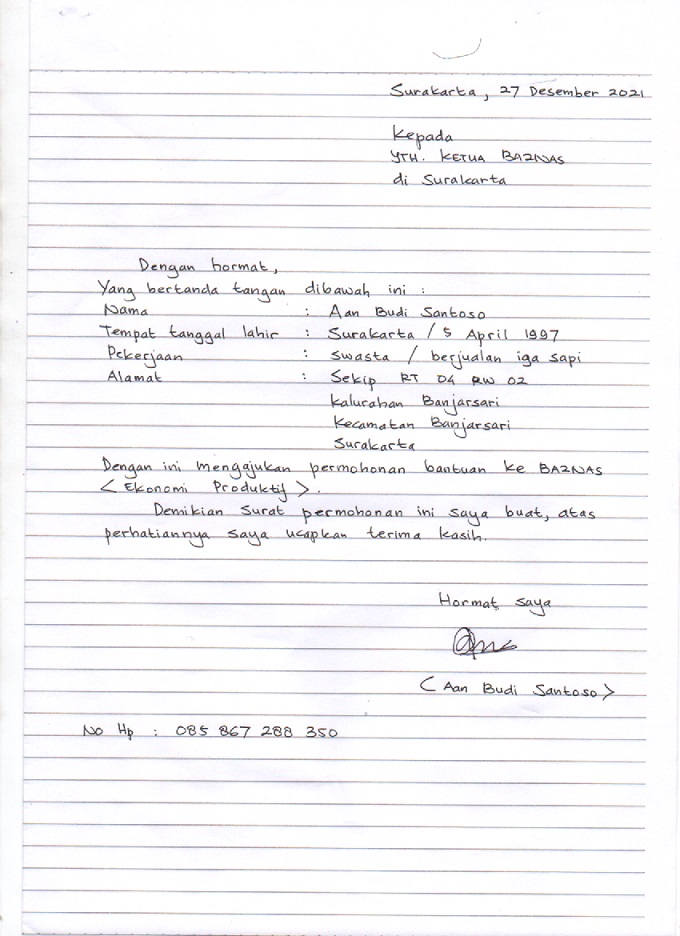 Surakarta, 27 Desember 2021
Kepada
YTH. KETUA BAZNAS
di Surakarta
Dengan hormat,
Yang bertanda tangan dibawah ini :
Nama : Aan Budi Santoso
Tempat tanggal lahir : Surakarta / 5 April 1997
Pekerjaan : swasta / berjualan iga sapi
Alamat : Sekip RT 04 RW 02
kalurahan Banjarsari
kecamatan Banjarsari
Surakarta
Dengan ini mengajukan permohonan bantuan ke BAZNAS
< Ekonomi Produktif > .
Demikian surat permohonan ini saya buat, atas
perhatiannya saya ucapkan terima kasih.
Hormat saya
( Aan Budi Santoso )
No Hp : 085 867 288 350